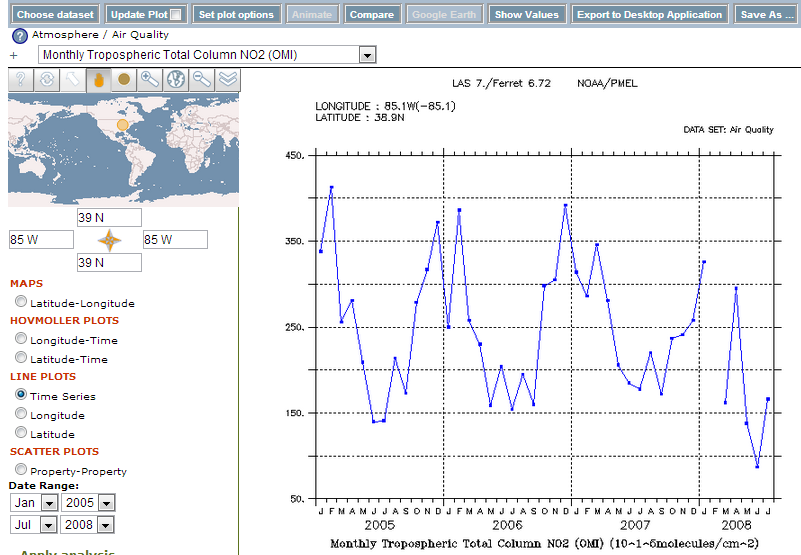 Choose dataset Update Plot Set plot options Animate Compare Google Earth Show Values Export to Desktop Application Save As ...
? Atmosphere / Air Quality
+ Monthly Tropospheric Total Column NO2 (OMI)
?
LAS 7./Ferret 6.72 NOAA/PMEL
LONGITUDE : 85.1W(-85.1)
LATITUDE : 38.9N
DATA SET: Air Quality
39 N
85 W 85 W
39 N
MAPS
Latitude-Longitude
HOVMOLLER PLOTS
Longitude-Time
Latitude-Time
LINE PLOTS
Time Series
Longitude
Latitude
SCATTER PLOTS
Property-Property
Date Range:
Jan 2005
Jul 2008
Apply analysis
450.
350.
250.
150.
50.
J F M A M J J A S O N D J F M A M J J A S O N D J F M A M J J A S O N D J F M A M J J
2005 2006 2007 2008
Monthly Tropospheric Total Column NO2 (OMI) (10^15molecules/cm^2)